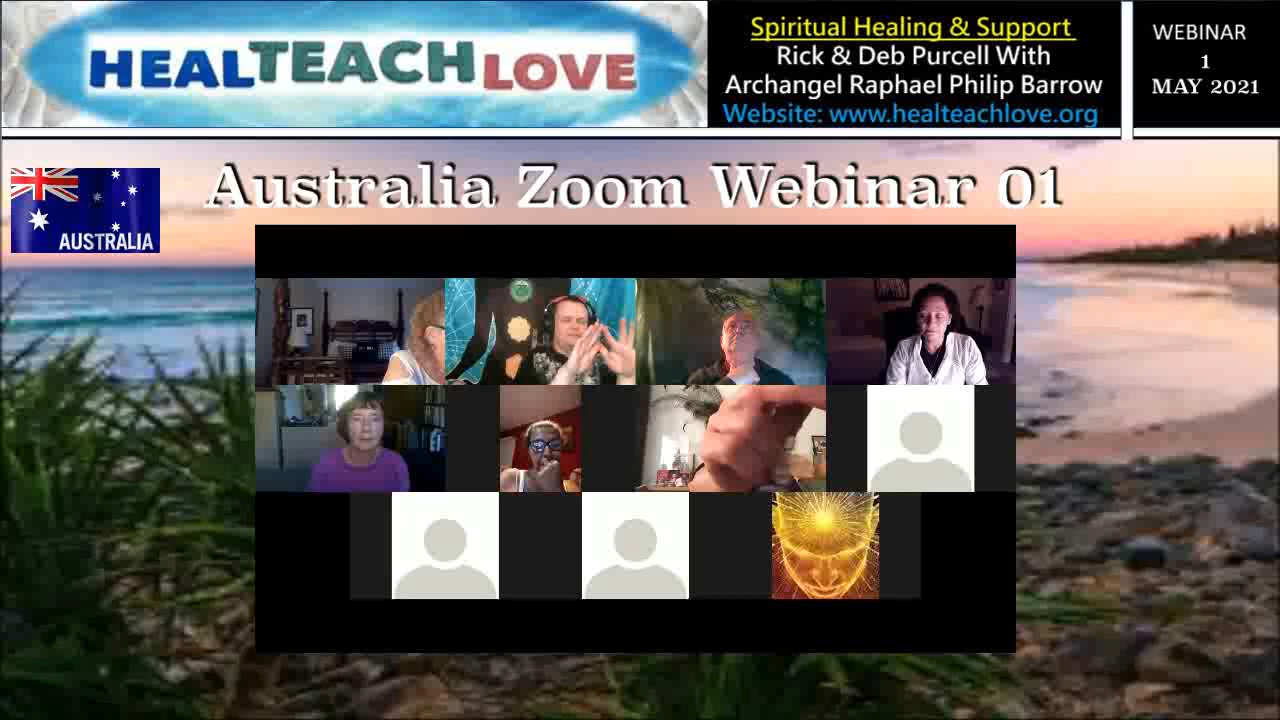 HEALTEACHLOVE
Spiritual Healing & Support
Rick & Deb Purcell With
Archangel Raphael Philip Barrow
Website: www.healteachlove.org
WEBINAR
1
MAY 2021
Australia Zoom Webinar 01
AUSTRALIA